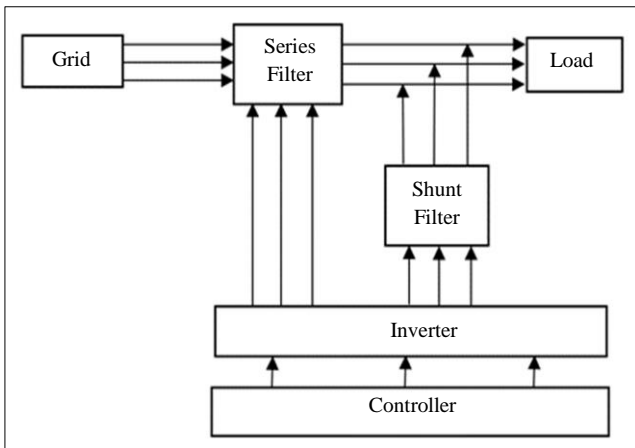 Grid
Series
Filter
Load
Shunt
Filter
Inverter
Controller